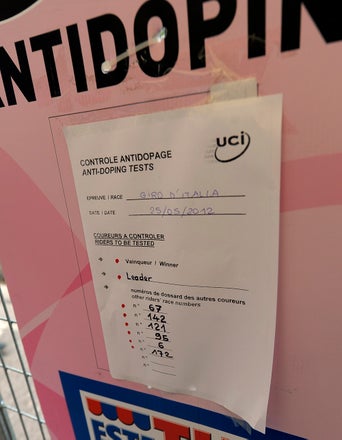 ANTIDOPIN
uci
CONTROLE ANTIDOPAGE
ANTI-DOPING TESTS
EPREUVE / RACE GIRO D'ITALIA
DATE / DATE 25/05/2012
COUREURS A CONTROLER
RIDERS TO BE TESTED
Vainqueur / Winner
Leader
numéros de dossard des autres coureurs
other riders' race numbers
n° 67
n° 142
n° 121
n° 95
n° 6
n° 172
n°
n°